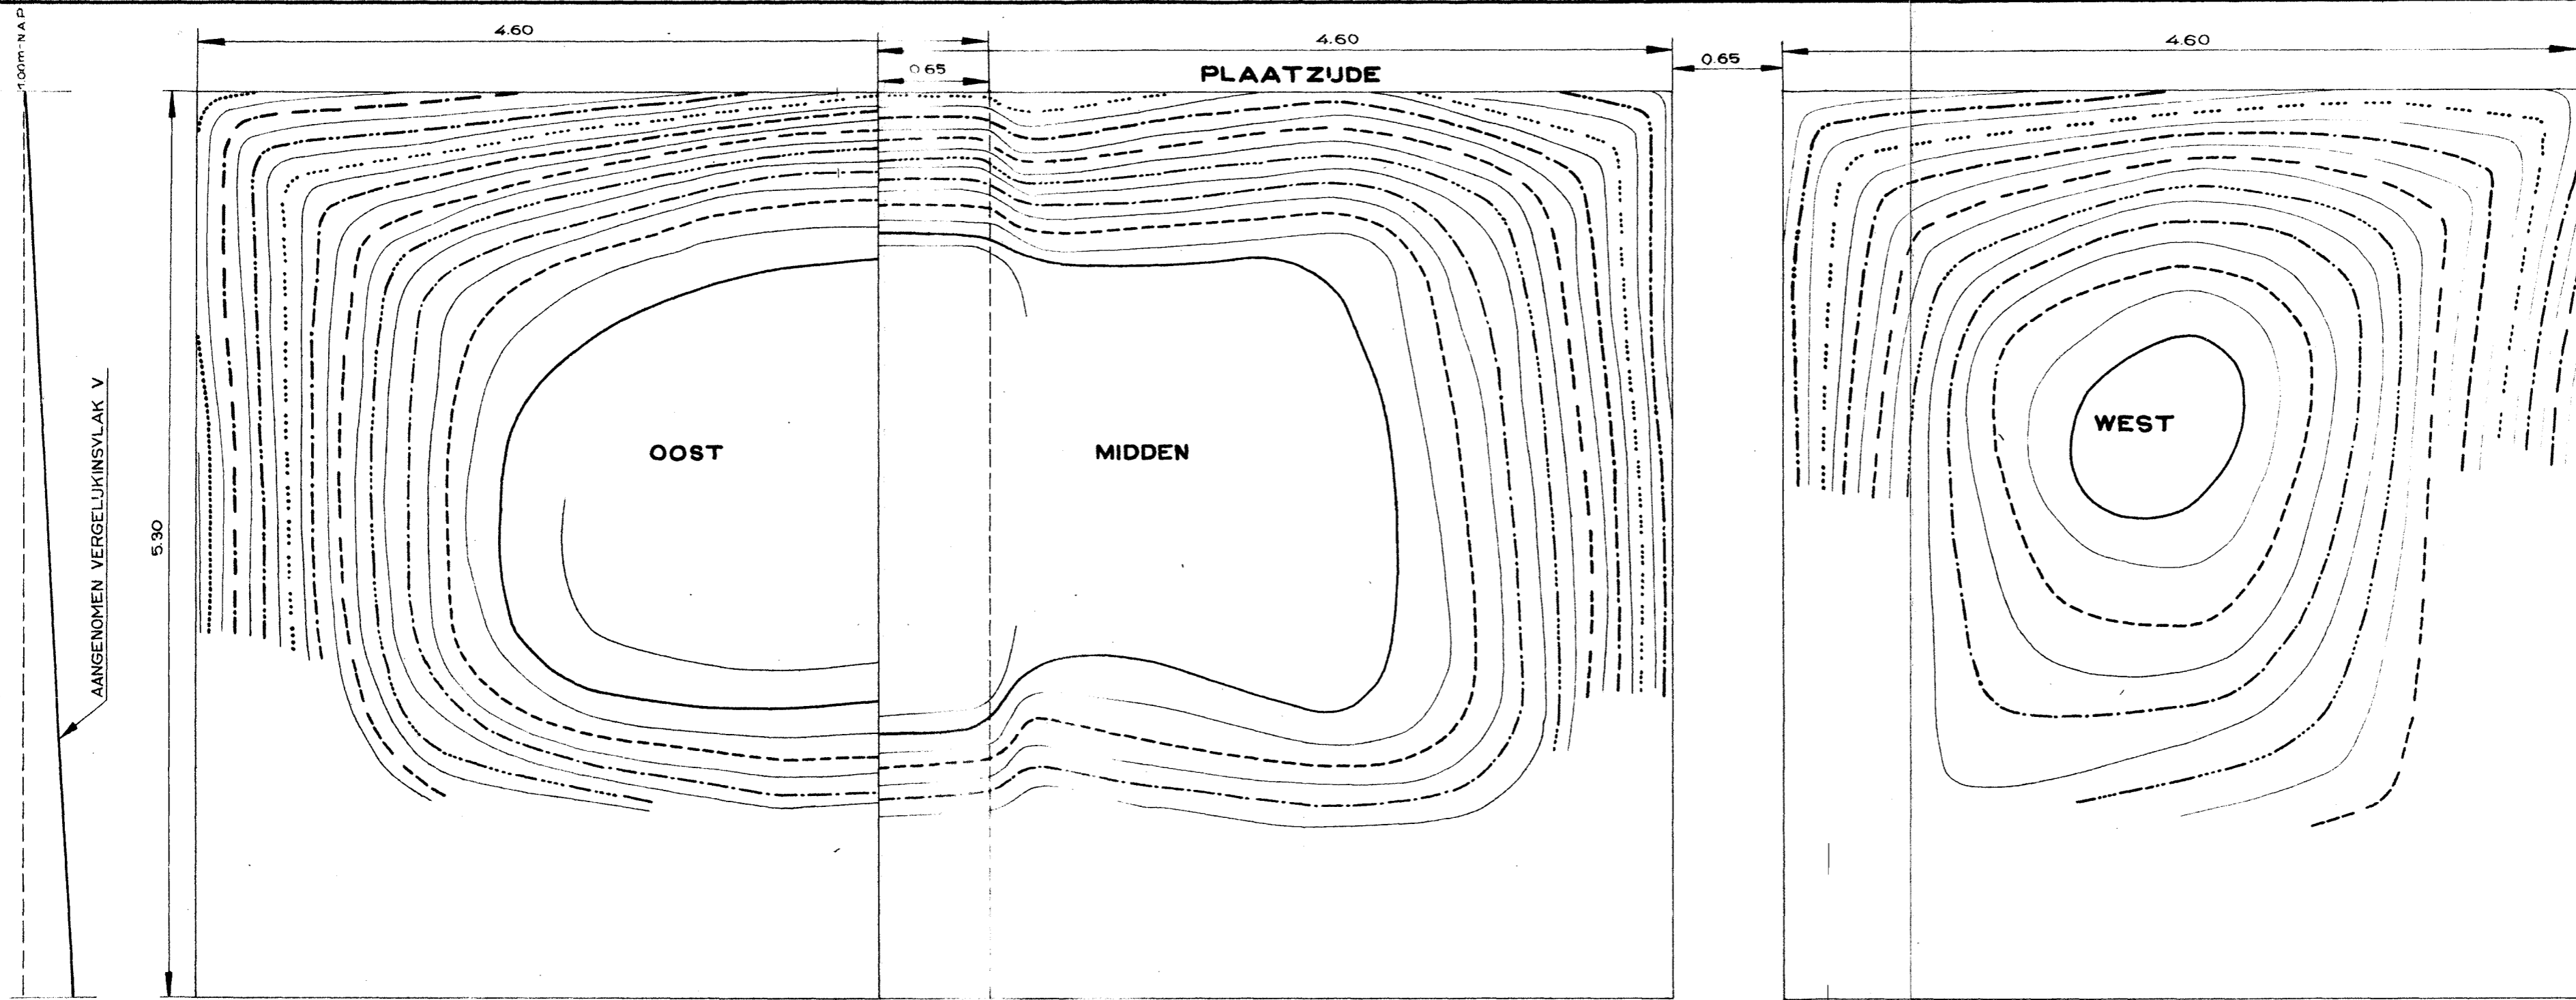 1.00m-N A P
4.60
4.60
4.60
0.65
PLAATZIJDE
0.65
AANGENOMEN VERGELIJKINSVLAK V
5.30
OOST
MIDDEN
WEST